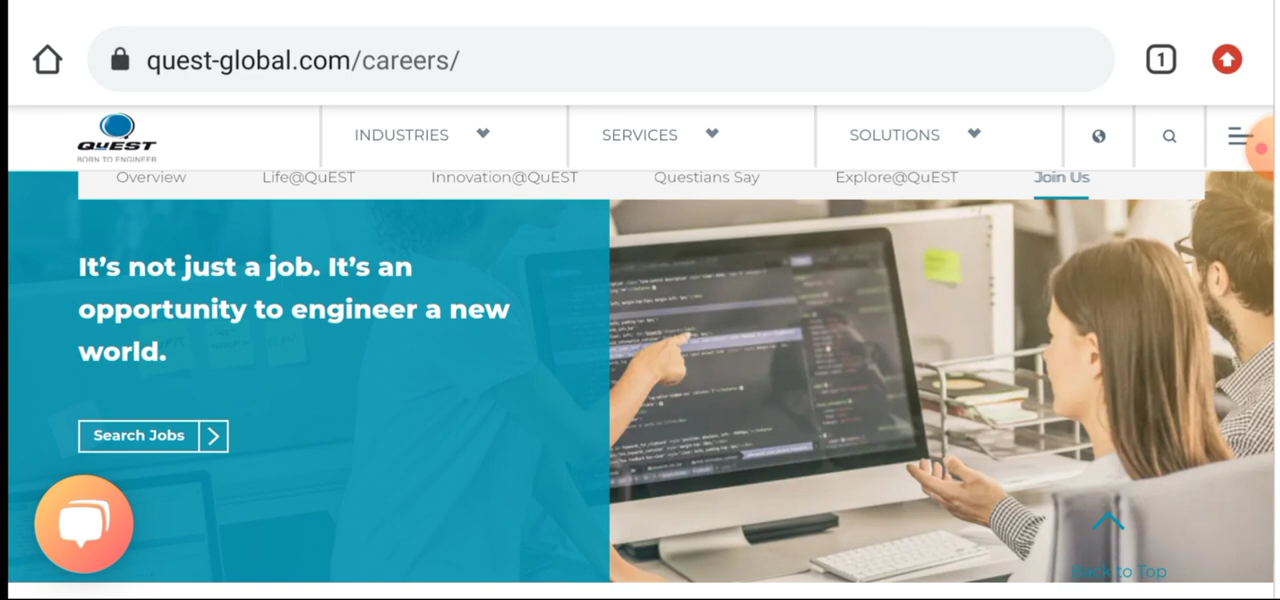 quest-global.com/careers/
1
QuEST
BORN TO ENGINEER
INDUSTRIES
SERVICES
SOLUTIONS
Overview
Life@QuEST
Innovation@QuEST
Questians Say
Explore@QuEST
Join Us
It’s not just a job. It’s an
opportunity to engineer a new
world.
Search Jobs
Back to Top